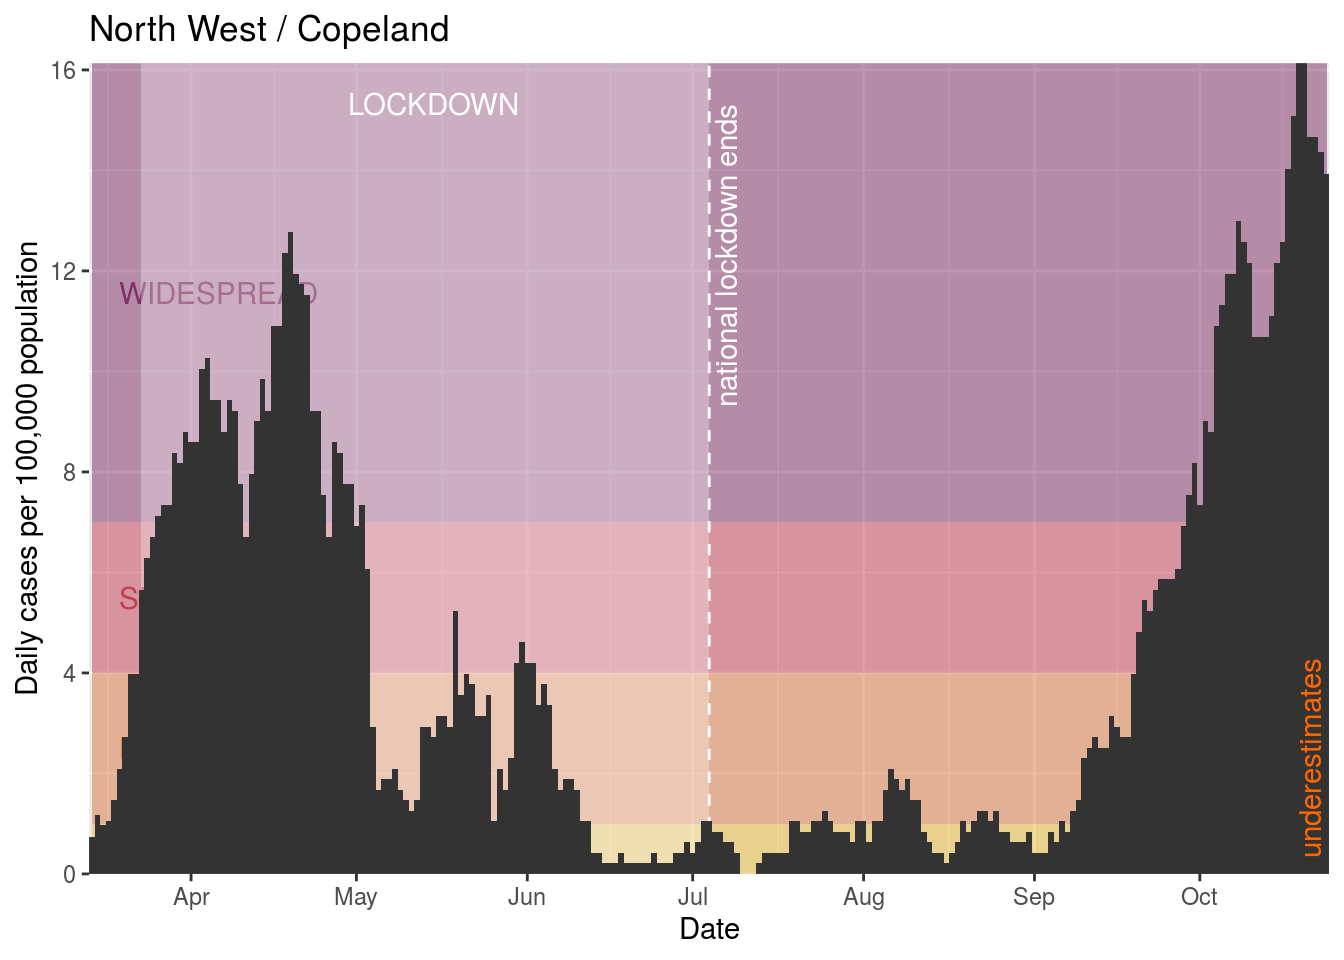 North West / Copeland
16
12
8
4
0
Daily cases per 100,000 population
LOCKDOWN
national lockdown ends
WIDESPREAD
underestimates
Apr
May
Jun
Jul
Aug
Sep
Oct
Date